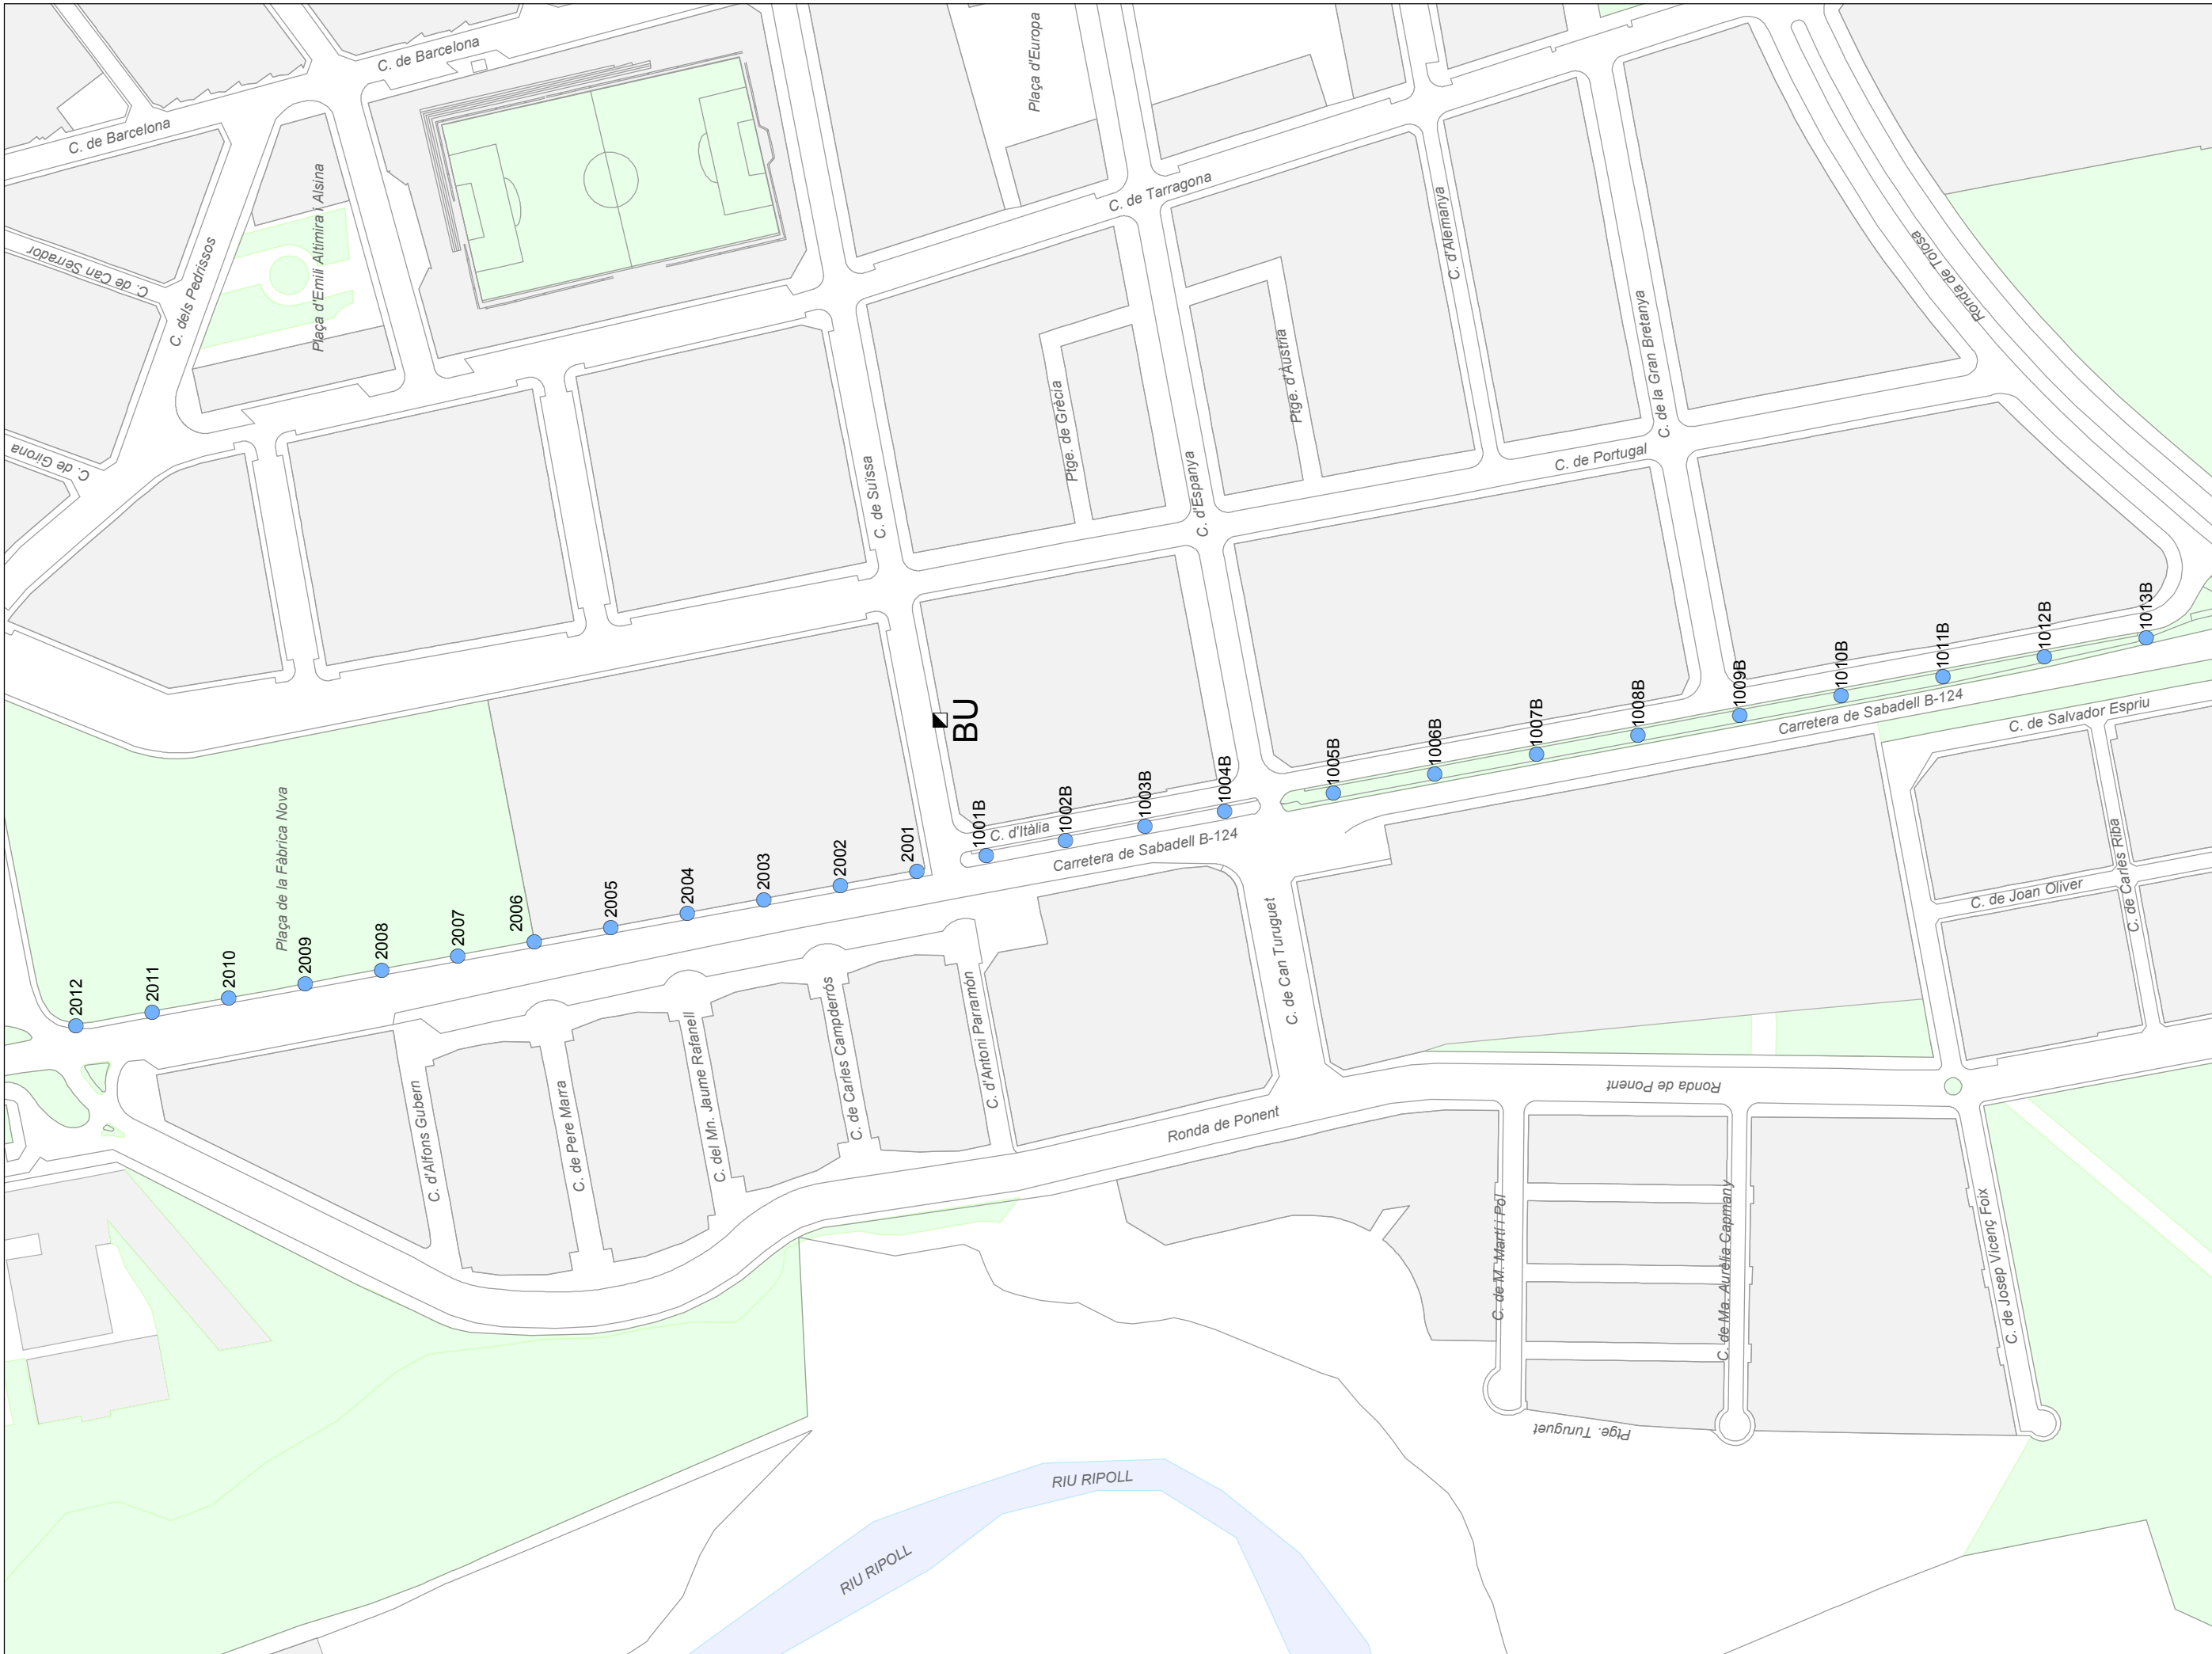 C. de Barcelona
Plaça d'Europa
C. de Barcelona
C. de Tarragona
C. d'Alemanya
C. de Can Serrador
C. dels Pedrissos
Plaça d'Emili Altimira i Alsina
Ronda de Tolosa
C. de Girona
C. de Suïssa
Ptge. de Grècia
C. d'Espanya
Ptge. d'Àustria
C. de la Gran Bretanya
C. de Portugal
BU
Plaça de la Fàbrica Nova
C. d'Itàlia
Carretera de Sabadell B-124
Carretera de Sabadell B-124
C. de Salvador Espriu
1001B
1002B
1003B
1004B
1005B
1006B
1007B
1008B
1009B
1010B
1011B
1012B
1013B
2012
2011
2010
2009
2008
2007
2006
2005
2004
2003
2002
2001
C. de Joan Oliver
C. de Carles Riba
C. de Can Turuguet
C. d'Alfons Gubern
C. de Pere Marra
C. del Mn. Jaume Rafanell
C. de Carles Campderrós
C. d'Antoni Parramón
Ronda de Ponent
Ronda de Ponent
C. de M. Martí i Pol
C. de Ma. Aurèlia Capmany
C. de Josep Vicenç Foix
Ptge. Turuguet
RIU RIPOLL
RIU RIPOLL